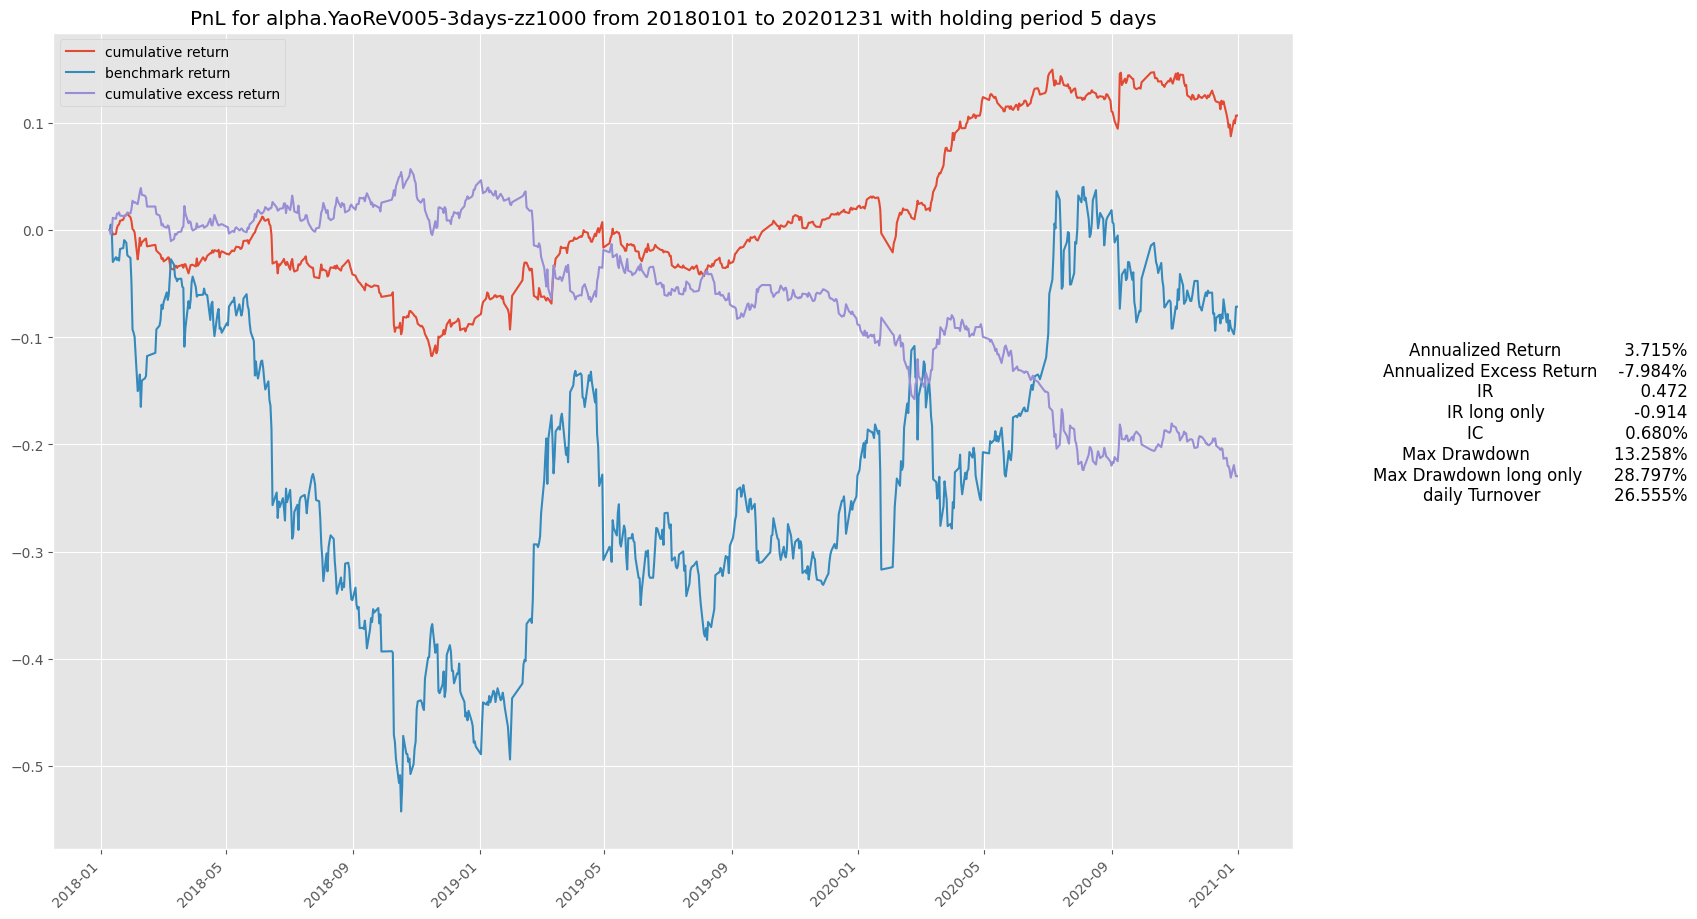 PnL for alpha.YaoReV005-3days-zz1000 from 20180101 to 20201231 with holding period 5 days
cumulative return
benchmark return
cumulative excess return
0.1
0.0
−0.1
−0.2
−0.3
−0.4
−0.5
2018-01
2018-05
2018-09
2019-01
2019-05
2019-09
2020-01
2020-05
2020-09
2021-01
Annualized Return 3.715%
Annualized Excess Return -7.984%
IR 0.472
IR long only -0.914
IC 0.680%
Max Drawdown 13.258%
Max Drawdown long only 28.797%
daily Turnover 26.555%